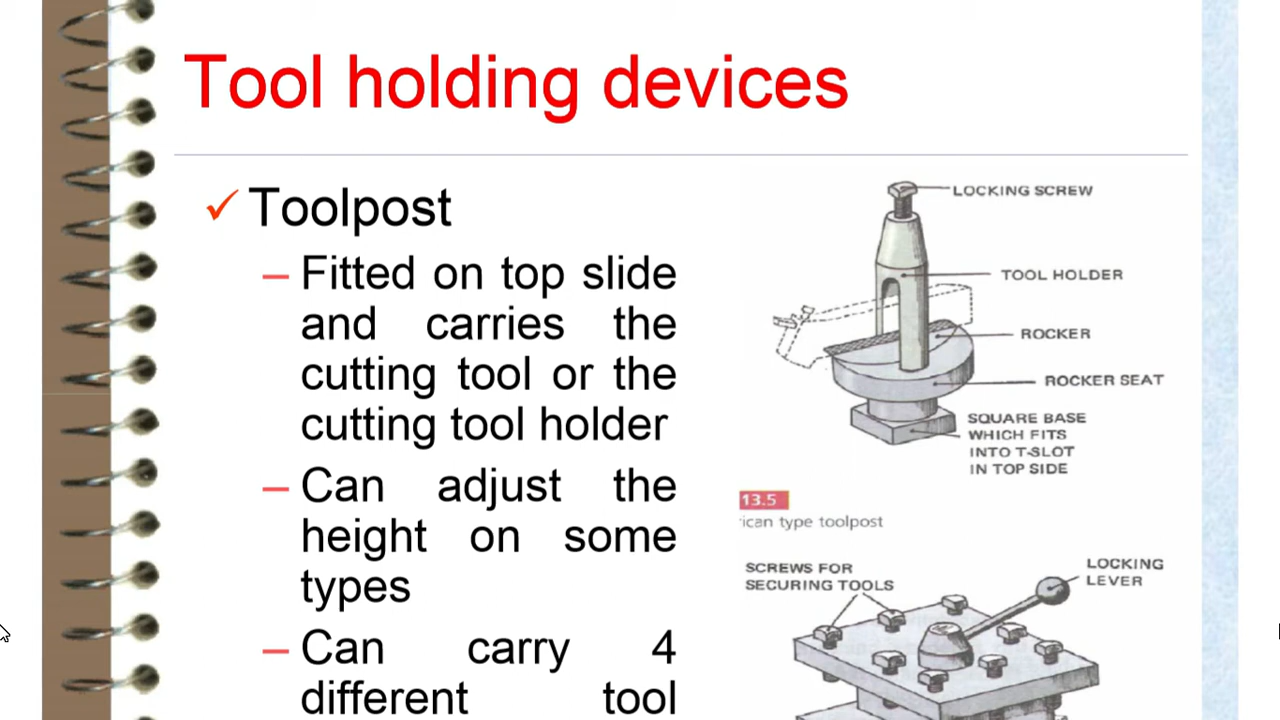 Tool holding devices
✓ Toolpost
– Fitted on top slide
and carries the
cutting tool or the
cutting tool holder
– Can adjust the
height on some
types
– Can carry 4
different tool
LOCKING SCREW
TOOL HOLDER
ROCKER
ROCKER SEAT
SQUARE BASE
WHICH FITS
INTO T-SLOT
IN TOP SIDE
13.5
ican type toolpost
SCREWS FOR
SECURING TOOLS
LOCKING
LEVER